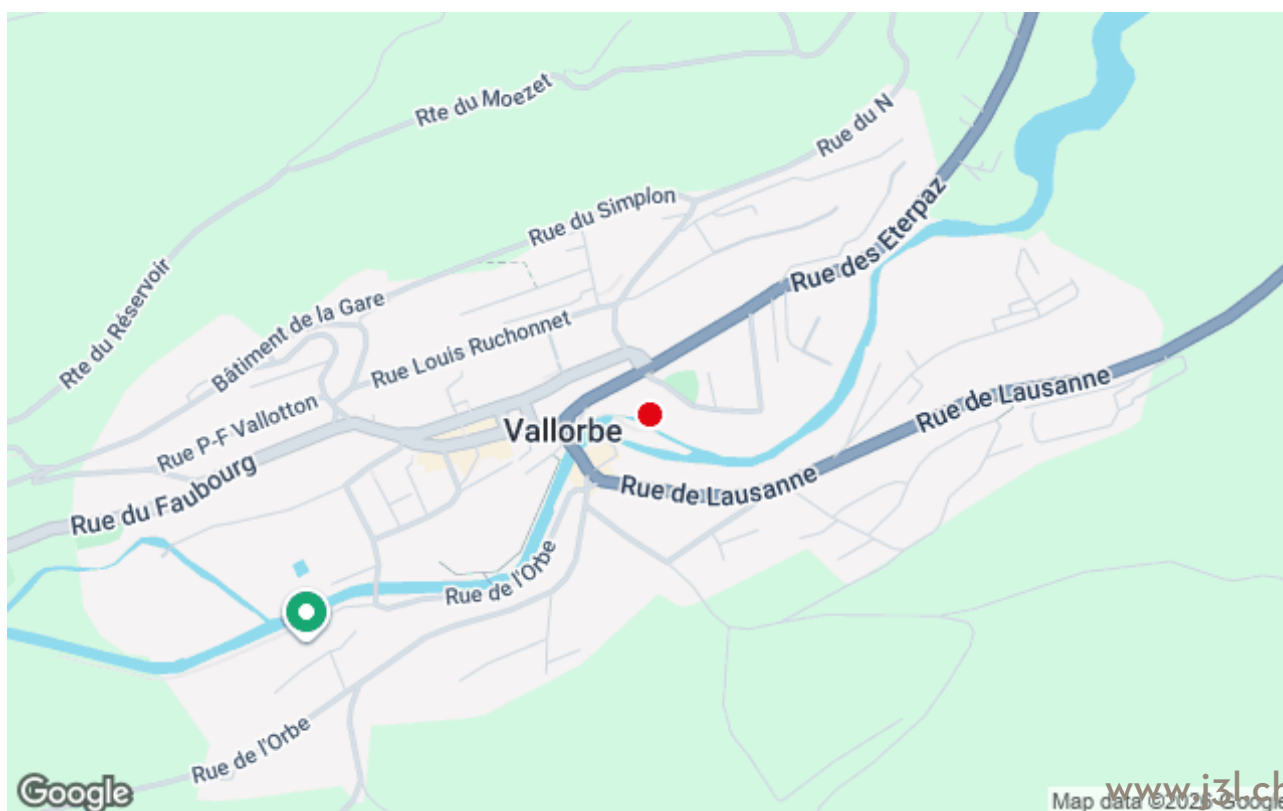 Rte du Moezet
Rue du N
Rue du Simplon
Rue des Eterpaz
Rte du Réservoir
Bâtiment de la Gare
Rue Louis Ruchonnet
Rue P-F Vallotton
Rue de Lausanne
Vallorbe
Rue du Faubourg
Rue de Lausanne
Rue de l'Orbe
Rue de l'Orbe
Google
www.j3l.ch
Map data ©2026 Google